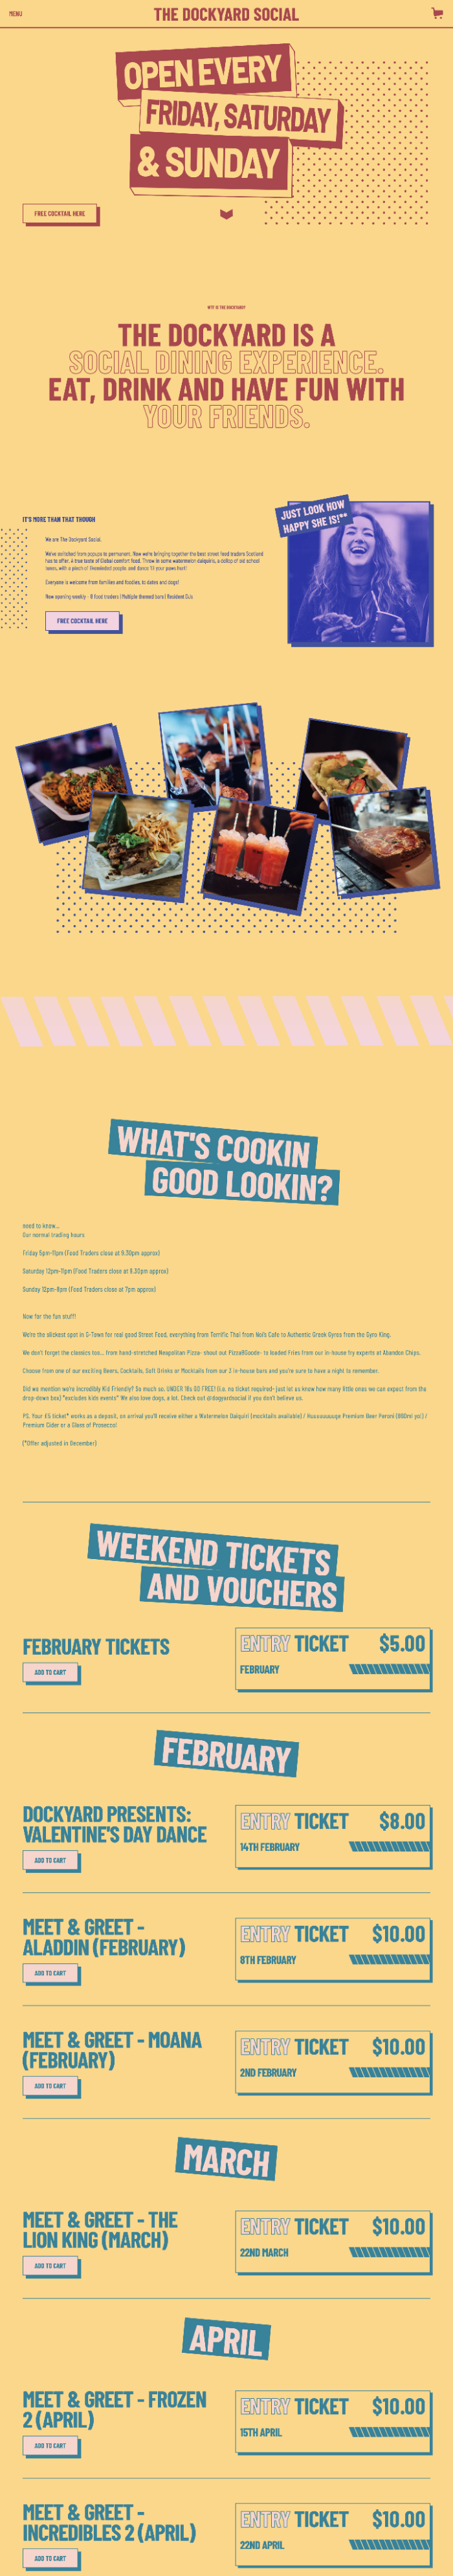 MENU
THE DOCKYARD SOCIAL
OPEN EVERY
FRIDAY, SATURDAY
& SUNDAY
FREE COCKTAIL HERE
WTF IS THE DOCKYARD?
THE DOCKYARD IS A
SOCIAL DINING EXPERIENCE.
EAT, DRINK AND HAVE FUN WITH
YOUR FRIENDS.
IT'S MORE THAN THAT THOUGH
JUST LOOK HOW
HAPPY SHE IS!**
We are The Dockyard Social.
We've switched from popups to permanent. Now we're bringing together the best street food traders Scotland
has to offer. A true taste of Global comfort food. Throw in some watermelon daiquiris, a dollop of old school
Everyone is welcome from families and foodies, to dates and dogs!
Now opening weekly - 8 food traders | Multiple themed bars | Resident DJs
FREE COCKTAIL HERE
WHAT'S COOKIN
GOOD LOOKIN?
need to know...
Our normal trading hours
Friday 5pm-11pm (Food Traders close at 9.30pm approx)
Saturday 12pm-11pm (Food Traders close at 9.30pm approx)
Sunday 12pm-8pm (Food Traders close at 7pm approx)
Now for the fun stuff!
We're the slickest spot in G-Town for real good Street Food, everything from Terrific Thai from Noi's Cafe to Authentic Greek Gyros from the Gyro King.
We don't forget the classics too... from hand-stretched Neopolitan Pizza- shout out Pizza@Goode- to loaded Fries from our in-house fry experts at Abandon Chips.
Choose from one of our exciting Beers, Cocktails, Soft Drinks or Mocktails from our 2 in-house bars and you're sure to have a night to remember.
Did we mention we're incredibly Kid Friendly? So much so, UNDER 18s GO FREE! (i.e. no ticket required- just let us know how many little ones we can expect from the
drop-down box) *excludes kids events* We also love dogs, a lot. Check out @dogyardsocial if you don't believe us.
PS. Your £5 ticket* works as a deposit, on arrival you'll receive either a Watermelon Daiquiri (mocktails available) / Premium Beer Peroni (660ml yo!) /
Premium Cider or a Glass of Prosecco!
(*Offer adjusted in December)
WEEKEND TICKETS
AND VOUCHERS
FEBRUARY TICKETS
ADD TO CART
ENTRY TICKET $5.00
FEBRUARY
FEBRUARY
DOCKYARD PRESENTS:
VALENTINE'S DAY DANCE
ADD TO CART
ENTRY TICKET $8.00
14TH FEBRUARY
MEET & GREET -
ALADDIN (FEBRUARY)
ADD TO CART
ENTRY TICKET $10.00
8TH FEBRUARY
MEET & GREET - MOANA
(FEBRUARY)
ADD TO CART
ENTRY TICKET $10.00
2ND FEBRUARY
MARCH
MEET & GREET - THE
LION KING (MARCH)
ADD TO CART
ENTRY TICKET $10.00
22ND MARCH
APRIL
MEET & GREET - FROZEN
2 (APRIL)
ADD TO CART
ENTRY TICKET $10.00
15TH APRIL
MEET & GREET -
INCREDIBLES 2 (APRIL)
ADD TO CART
ENTRY TICKET $10.00
22ND APRIL